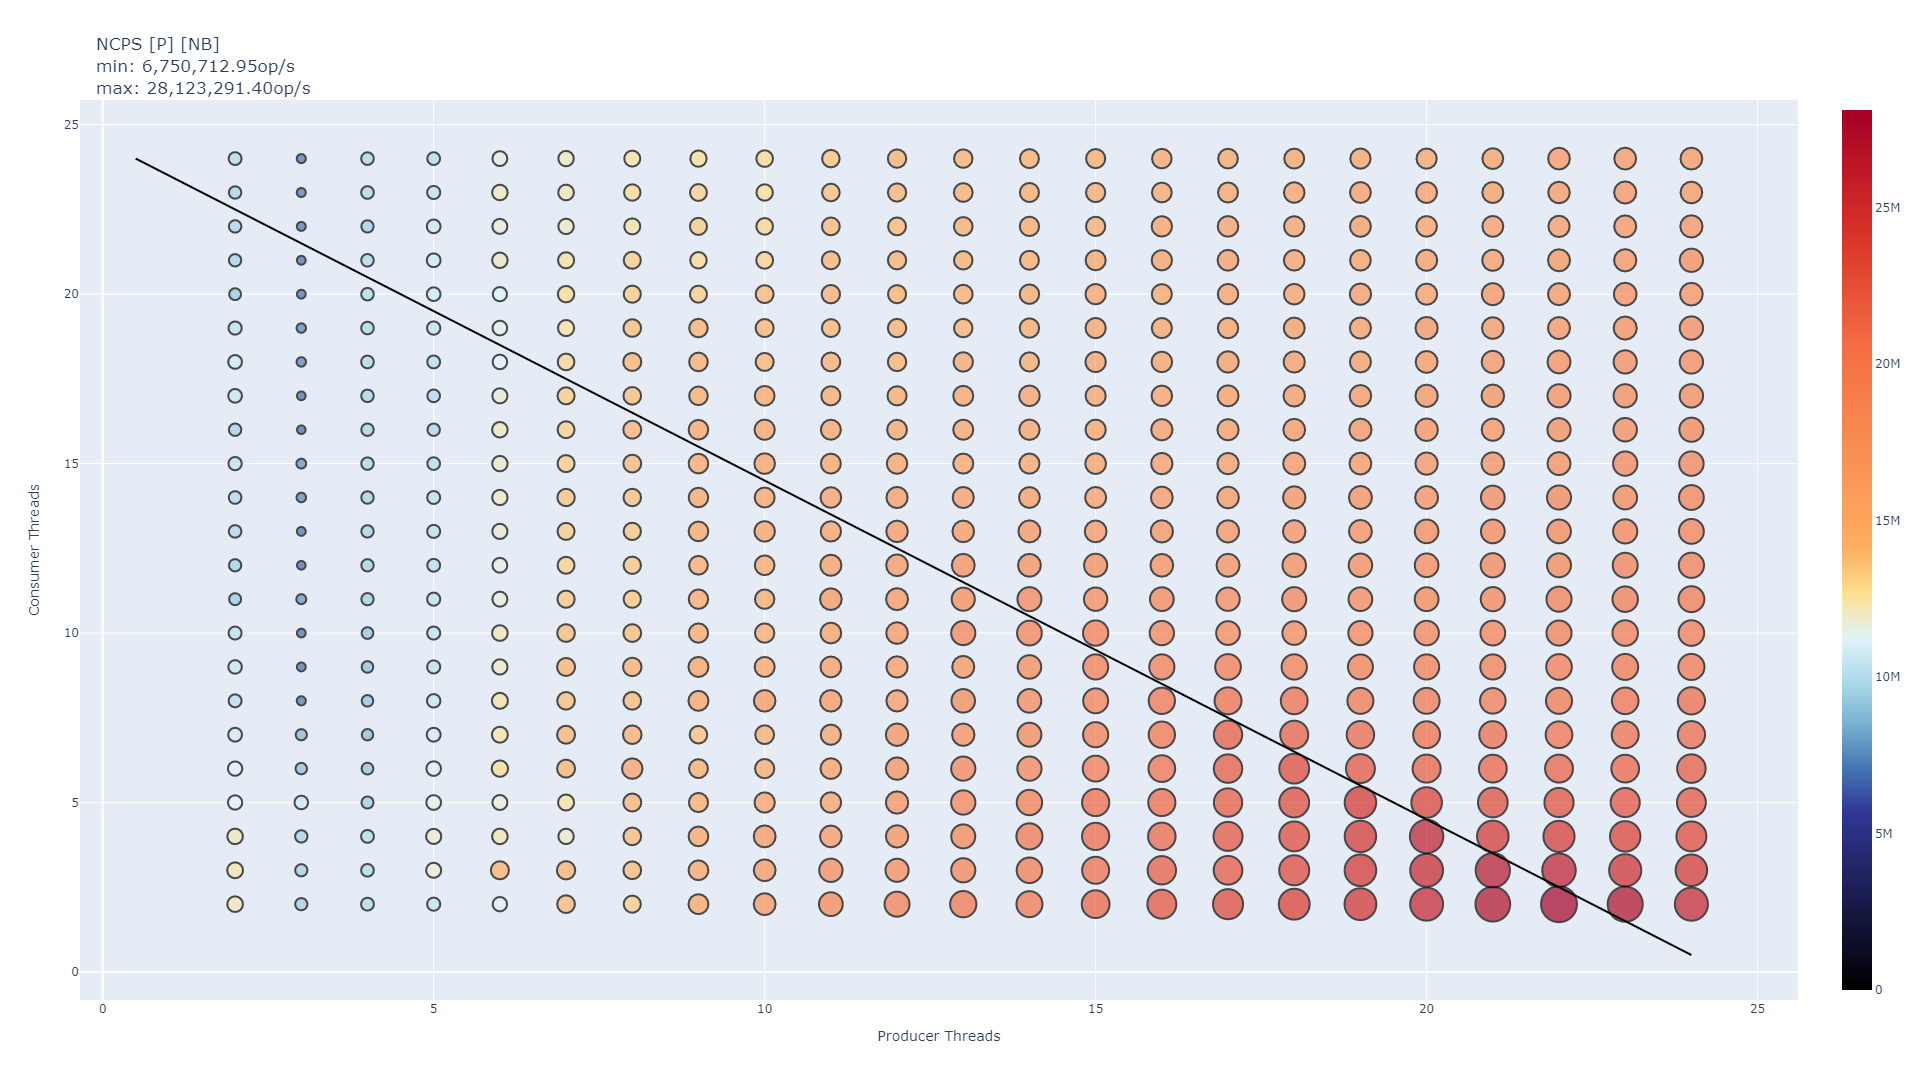 NCPS [P] [NB]
min: 6,750,712.95op/s
max: 28,123,291.40op/s
25
20
15
10
5
0
Consumer Threads
0 5 10 15 20 25
Producer Threads
25M
20M
15M
10M
5M
0